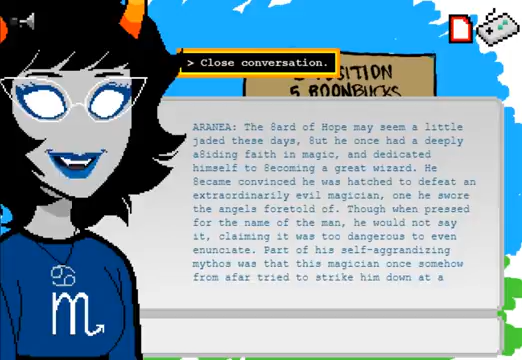 > Close conversation.
5 BOONBUCKS
ARANEA: The 8ard of Hope may seem a little
jaded these days, 8ut he once had a deeply
a8iding faith in magic, and dedicated
himself to 8ecoming a great wizard. He
8ecame convinced he was hatched to defeat an
extraordinarily evil magician, one he swore
the angels foretold of. Though when pressed
for the name of the man, he would not say
it, claiming it was too dangerous to even
enunciate. Part of his self-aggrandizing
mythos was that this magician once somehow
from afar tried to strike him down at a